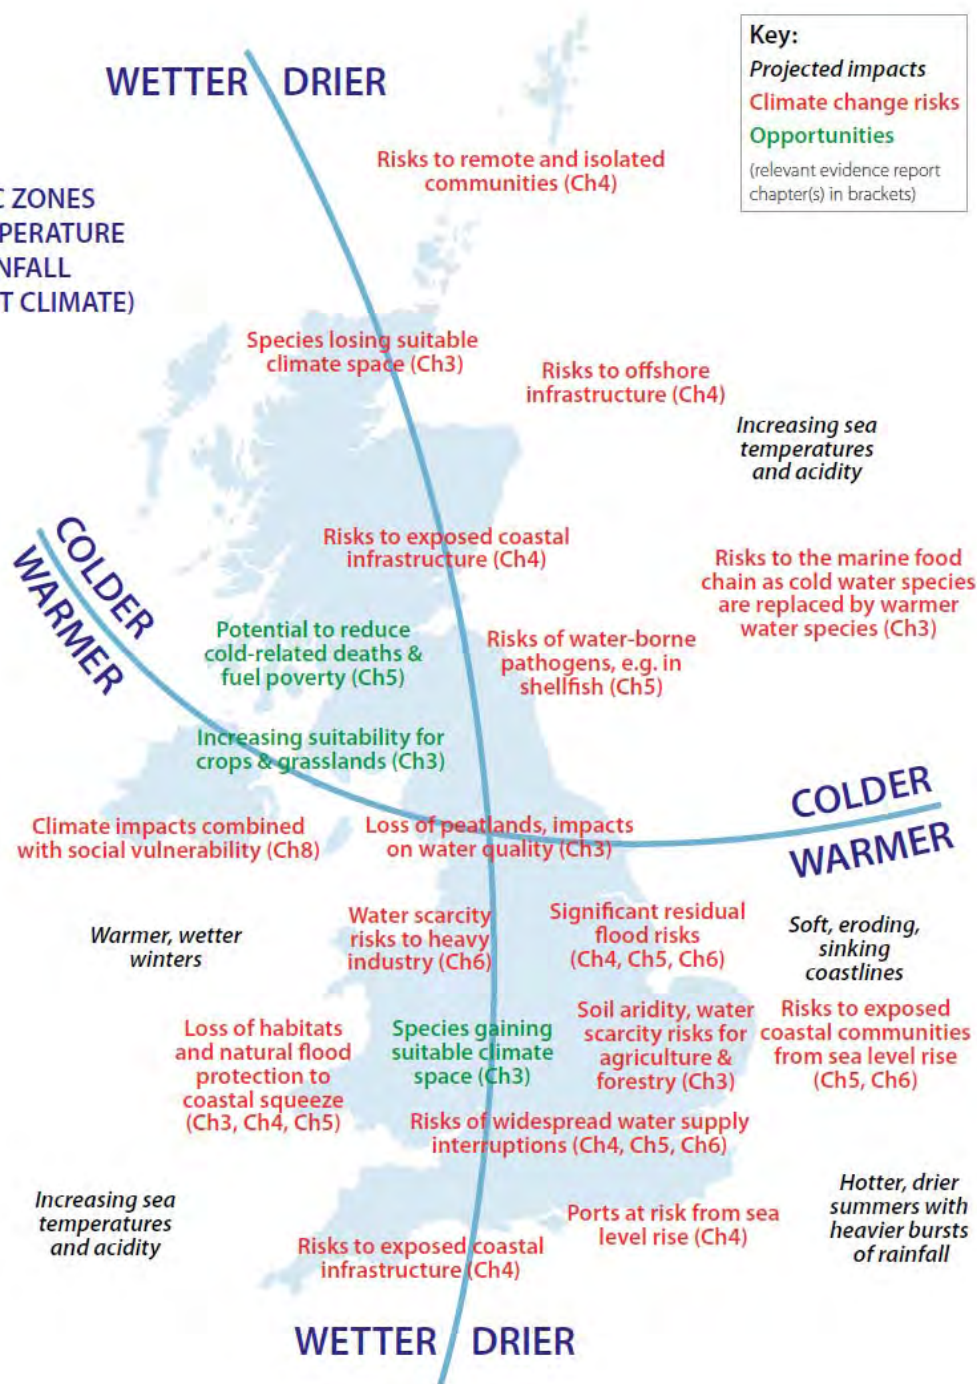 WETTER DRIER
Key:
Projected impacts
Climate change risks
Opportunities
(relevant evidence report
chapter(s) in brackets)
Risks to remote and isolated
communities (Ch4)
C ZONES
PERATURE
NFALL
T CLIMATE)
Species losing suitable
climate space (Ch3)
Risks to offshore
infrastructure (Ch4)
Increasing sea
temperatures
and acidity
COLDER
WARMER
Risks to exposed coastal
infrastructure (Ch4)
Risks to the marine food
chain as cold water species
are replaced by warmer
water species (Ch3)
Potential to reduce
cold-related deaths &
fuel poverty (Ch5)
Risks of water-borne
pathogens, e.g. in
shellfish (Ch5)
Increasing suitability for
crops & grasslands (Ch3)
COLDER
WARMER
Climate impacts combined
with social vulnerability (Ch8)
Loss of peatlands, impacts
on water quality (Ch3)
Warmer, wetter
winters
Water scarcity
risks to heavy
industry (Ch6)
Significant residual
flood risks
(Ch4, Ch5, Ch6)
Soft, eroding,
sinking
coastlines
Loss of habitats
and natural flood
protection to
coastal squeeze
(Ch3, Ch4, Ch5)
Species gaining
suitable climate
space (Ch3)
Soil aridity, water
scarcity risks for
agriculture &
forestry (Ch3)
Risks to exposed
coastal communities
from sea level rise
(Ch5, Ch6)
Risks of widespread water supply
interruptions (Ch4, Ch5, Ch6)
Increasing sea
temperatures
and acidity
Ports at risk from sea
level rise (Ch4)
Hotter, drier
summers with
heavier bursts
of rainfall
Risks to exposed coastal
infrastructure (Ch4)
WETTER DRIER